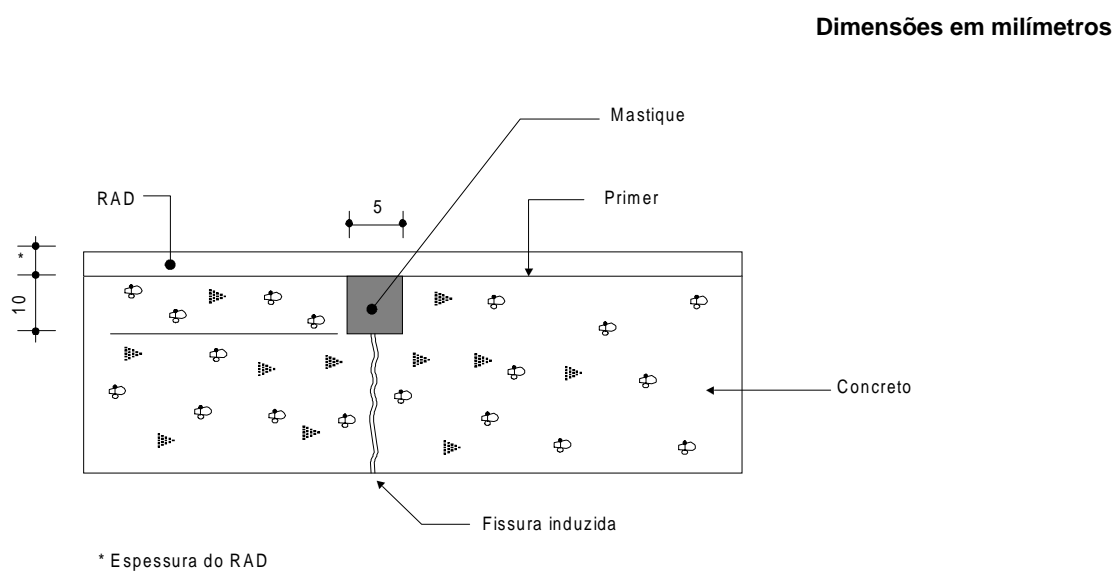 Dimensões em milímetros
Mastique
RAD
5
Primer
*
10
Concreto
Fissura induzida
* Espessura do RAD